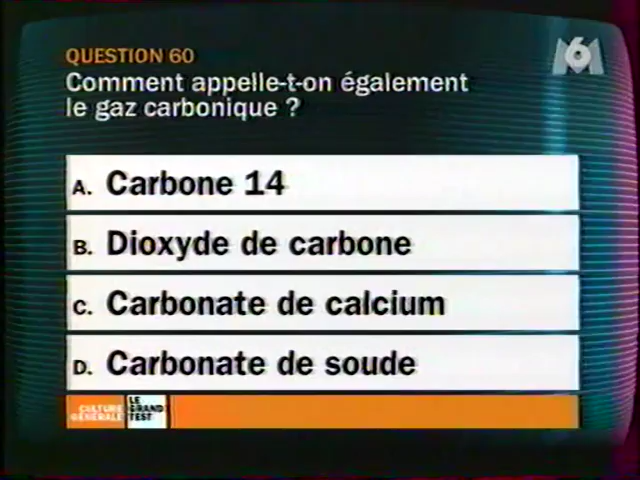 QUESTION 60
M6
Comment appelle-t-on également
le gaz carbonique ?
A. Carbone 14
B. Dioxyde de carbone
C. Carbonate de calcium
D. Carbonate de soude
CULTURE
GÉNÉRALE
LE
GRAND
TEST